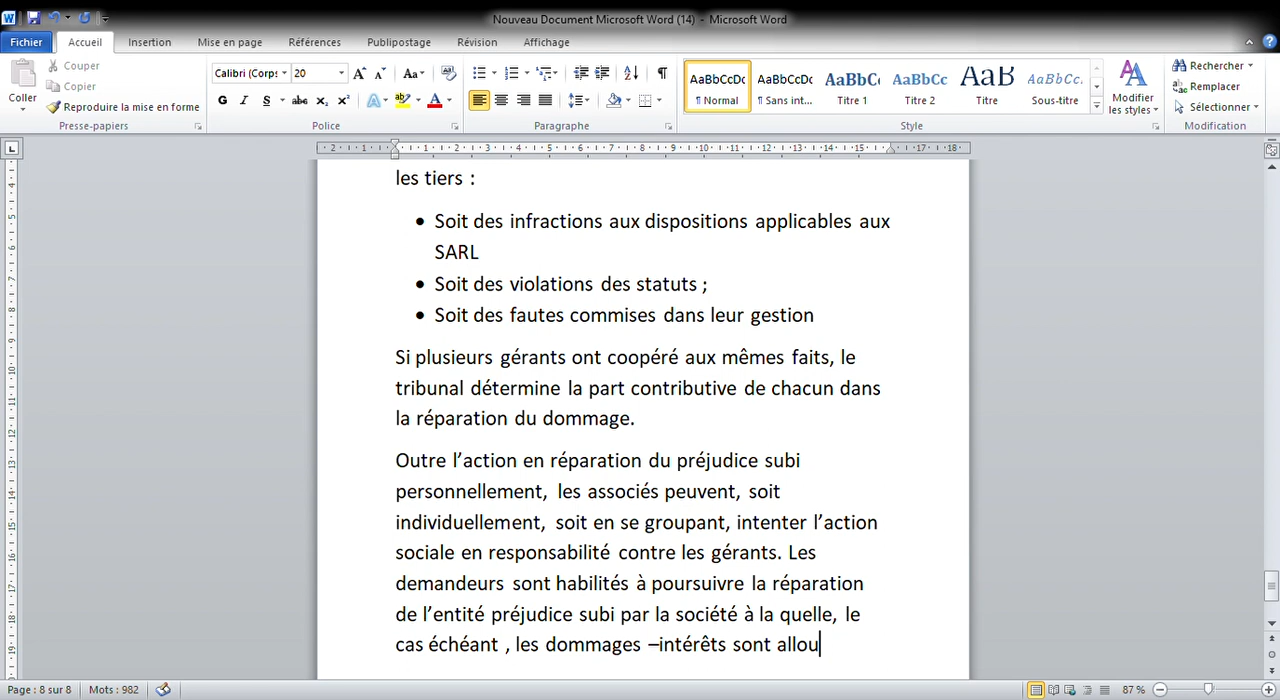 Nouveau Document Microsoft Word (14) - Microsoft Word
Fichier Accueil Insertion Mise en page Références Publipostage Révision Affichage
Coller
Couper
Copier
Reproduire la mise en forme
Presse-papiers
Calibri (Corps 20
G I S abc x₂ x²
Police
Paragraphe
AaBbCcDc AaBbCcDc AaBbC AaBbCc AaB AaBbCc.
¶ Normal ¶ Sans int... Titre 1 Titre 2 Titre Sous-titre
Style
Modifier
les styles
Rechercher
Remplacer
Sélectionner
Modification
les tiers :
• Soit des infractions aux dispositions applicables aux
SARL
• Soit des violations des statuts ;
• Soit des fautes commises dans leur gestion
Si plusieurs gérants ont coopéré aux mêmes faits, le
tribunal détermine la part contributive de chacun dans
la réparation du dommage.
Outre l’action en réparation du préjudice subi
personnellement, les associés peuvent, soit
individuellement, soit en se groupant, intenter l’action
sociale en responsabilité contre les gérants. Les
demandeurs sont habilités à poursuivre la réparation
de l’entité préjudice subi par la société à la quelle, le
cas échéant , les dommages –intérêts sont allou
Page : 8 sur 8 Mots : 982 87 %